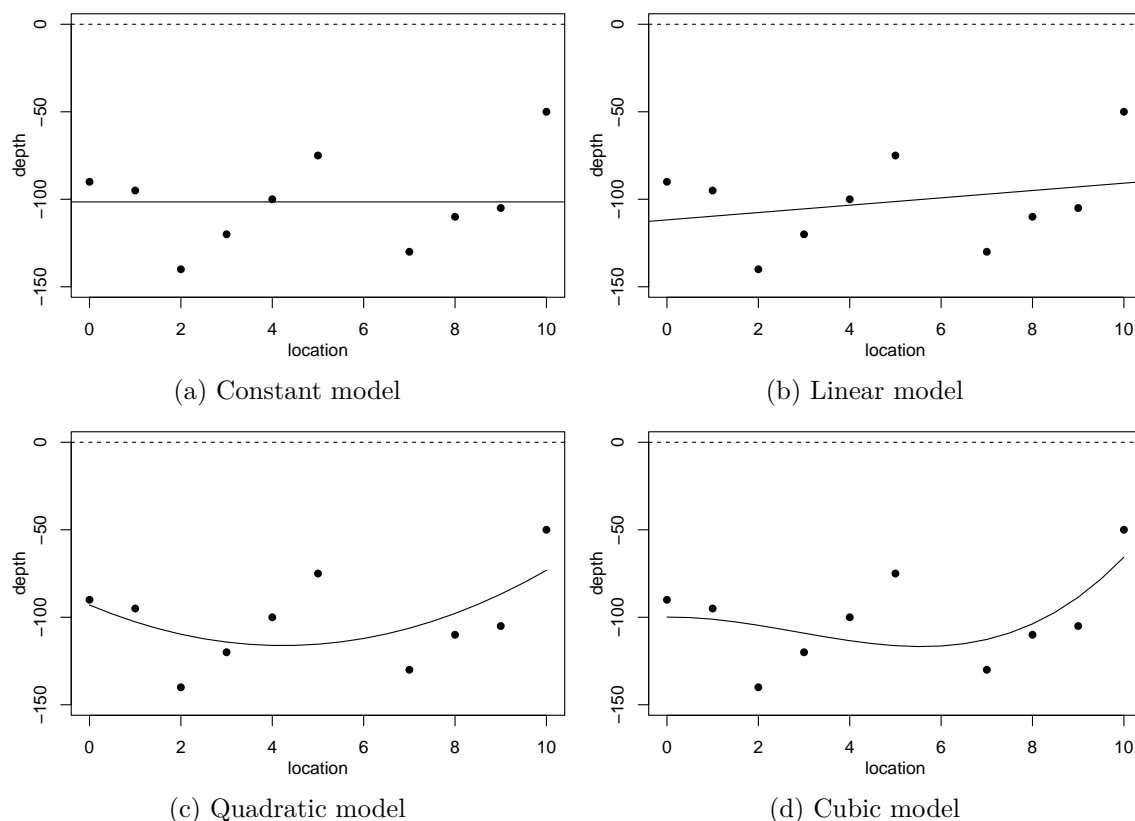 0
−50
−100
−150
depth
0 2 4 6 8 10
location
(a) Constant model
0
−50
−100
−150
depth
0 2 4 6 8 10
location
(b) Linear model
0
−50
−100
−150
depth
0 2 4 6 8 10
location
(c) Quadratic model
0
−50
−100
−150
depth
0 2 4 6 8 10
location
(d) Cubic model